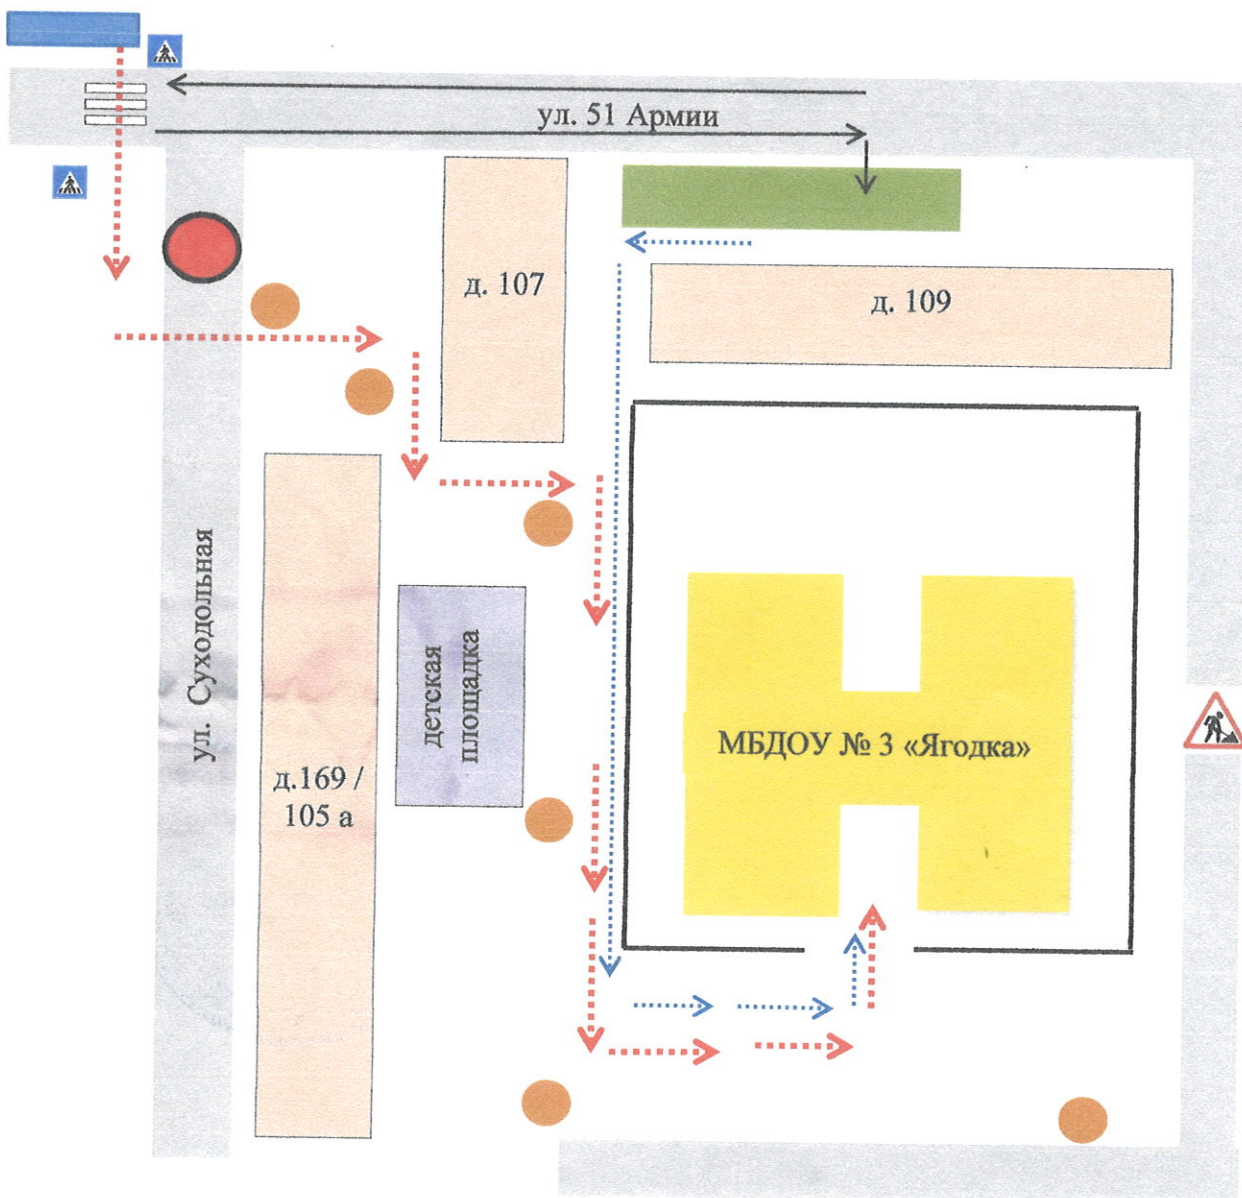 ул. 51 Армии
д. 107
д. 109
ул. Суходольная
детская
площадка
МБДОУ № 3 «Ягодка»
д.169 /
105 а